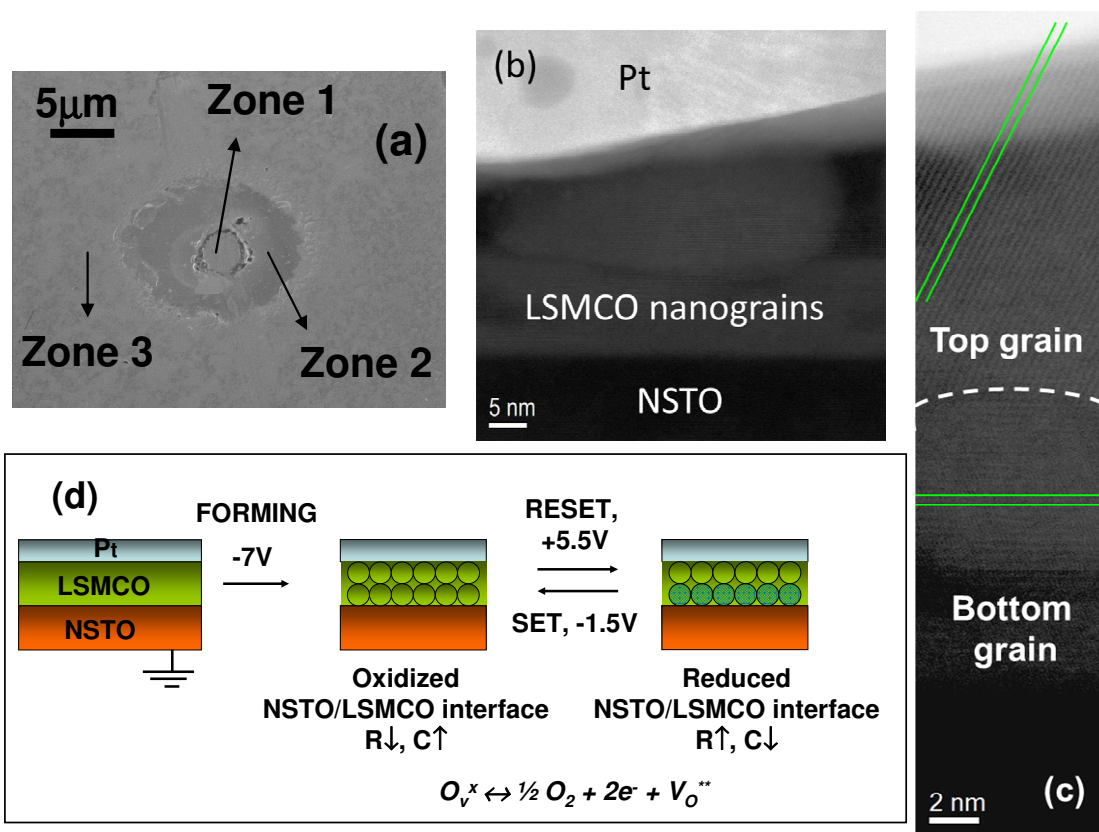 5μm
Zone 1
(a)
Zone 3
Zone 2
(b)
Pt
LSMCO nanograins
NSTO
5 nm
Top grain
Bottom
grain
2 nm
(c)
(d)
Pt
LSMCO
NSTO
FORMING
-7V
RESET,
+5.5V
SET, -1.5V
Oxidized
NSTO/LSMCO interface
R↓, C↑
Reduced
NSTO/LSMCO interface
R↑, C↓
Oᵥˣ ↔ ½ O₂ + 2e⁻ + V_O**